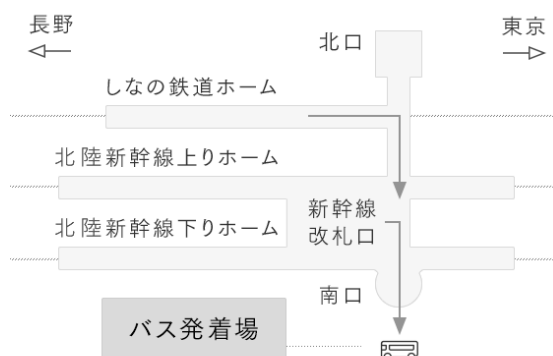 長野
東京
北口
しなの鉄道ホーム
北陸新幹線上りホーム
新幹線
改札口
北陸新幹線下りホーム
南口
バス発着場